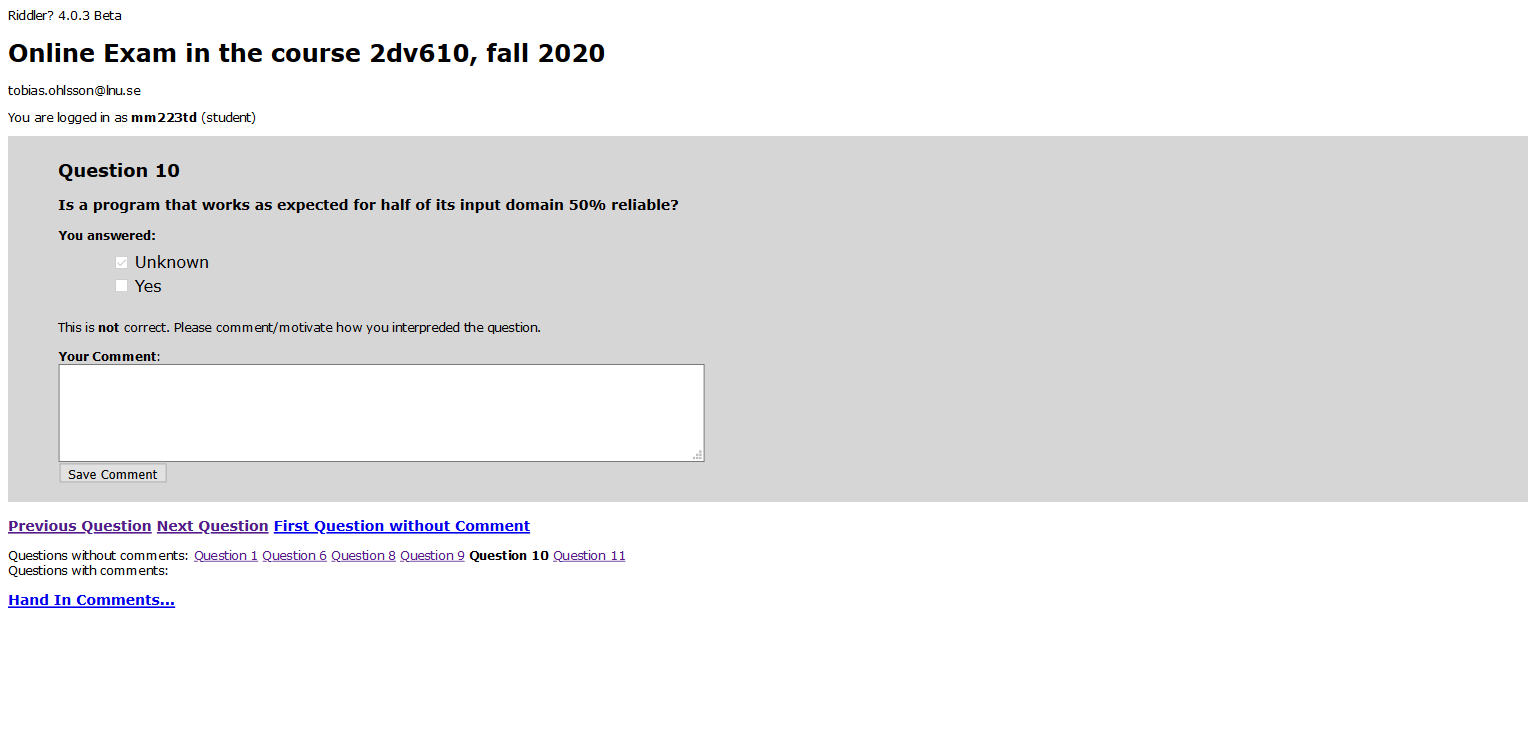 Riddler? 4.0.3 Beta
Online Exam in the course 2dv610, fall 2020
tobias.ohlsson@lnu.se
You are logged in as mm223td (student)
Question 10
Is a program that works as expected for half of its input domain 50% reliable?
You answered:
Unknown
Yes
This is not correct. Please comment/motivate how you interpreded the question.
Your Comment:
Save Comment
Previous Question Next Question First Question without Comment
Questions without comments: Question 1 Question 6 Question 8 Question 9 Question 10 Question 11
Questions with comments:
Hand In Comments...